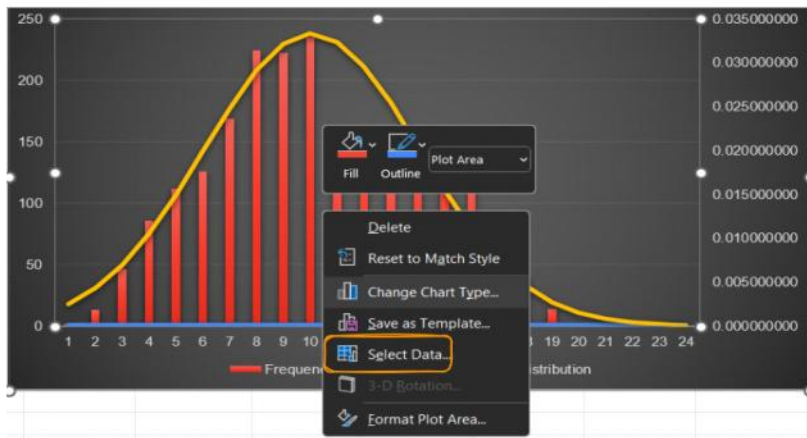 250
200
150
100
50
0
0.035000000
0.030000000
0.025000000
0.020000000
0.015000000
0.010000000
0.005000000
0.000000000
Fill Outline Plot Area
Delete
Reset to Match Style
Change Chart Type...
Save as Template...
Select Data...
3-D Rotation...
Format Plot Area...
1 2 3 4 5 6 7 8 9 10 19 20 21 22 23 24